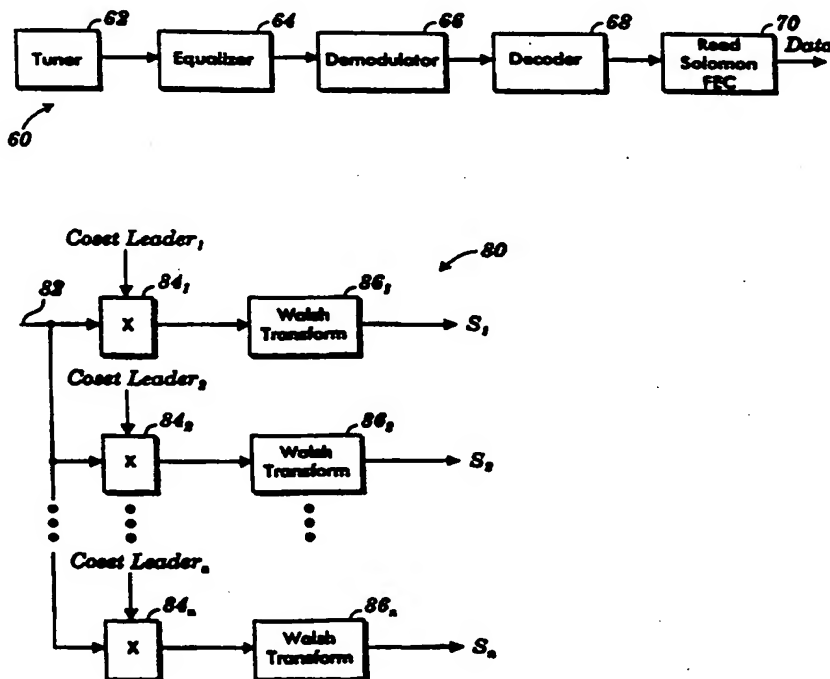 62 64 66 68 70
Tuner Equalizer Demodulator Decoder Reed Solomon FEC Data
60
80
Coset Leader₁
82 84₁ 86₁
X Walsh Transform S₁
Coset Leader₂
84₂ 86₂
X Walsh Transform S₂
Coset Leaderₙ
84ₙ 86ₙ
X Walsh Transform Sₙ